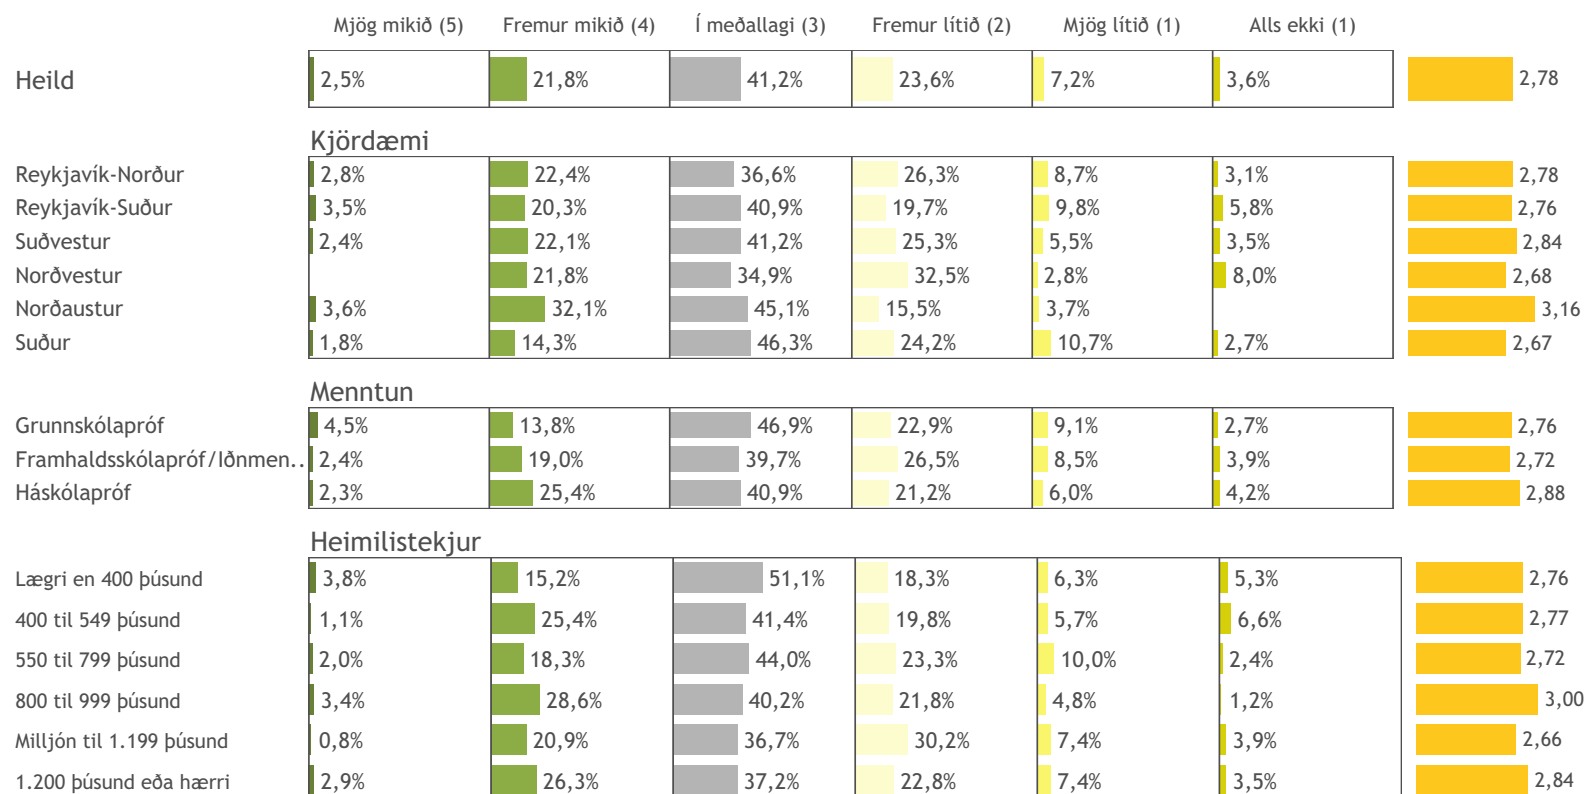 Mjög mikið (5) Fremur mikið (4) Í meðallagi (3) Fremur lítið (2) Mjög lítið (1) Alls ekki (1)
Heild 2,5% 21,8% 41,2% 23,6% 7,2% 3,6% 2,78
Kjördæmi
Reykjavík-Norður 2,8% 22,4% 36,6% 26,3% 8,7% 3,1% 2,78
Reykjavík-Suður 3,5% 20,3% 40,9% 19,7% 9,8% 5,8% 2,76
Suðvestur 2,4% 22,1% 41,2% 25,3% 5,5% 3,5% 2,84
Norðvestur 21,8% 34,9% 32,5% 2,8% 8,0% 2,68
Norðaustur 3,6% 32,1% 45,1% 15,5% 3,7% 3,16
Suður 1,8% 14,3% 46,3% 24,2% 10,7% 2,7% 2,67
Menntun
Grunnskólapróf 4,5% 13,8% 46,9% 22,9% 9,1% 2,7% 2,76
Framhaldsskólapróf/Iðnmen.. 2,4% 19,0% 39,7% 26,5% 8,5% 3,9% 2,72
Háskólapróf 2,3% 25,4% 40,9% 21,2% 6,0% 4,2% 2,88
Heimilistekjur
Lægri en 400 þúsund 3,8% 15,2% 51,1% 18,3% 6,3% 5,3% 2,76
400 til 549 þúsund 1,1% 25,4% 41,4% 19,8% 5,7% 6,6% 2,77
550 til 799 þúsund 2,0% 18,3% 44,0% 23,3% 10,0% 2,4% 2,72
800 til 999 þúsund 3,4% 28,6% 40,2% 21,8% 4,8% 1,2% 3,00
Milljón til 1.199 þúsund 0,8% 20,9% 36,7% 30,2% 7,4% 3,9% 2,66
1.200 þúsund eða hærri 2,9% 26,3% 37,2% 22,8% 7,4% 3,5% 2,84